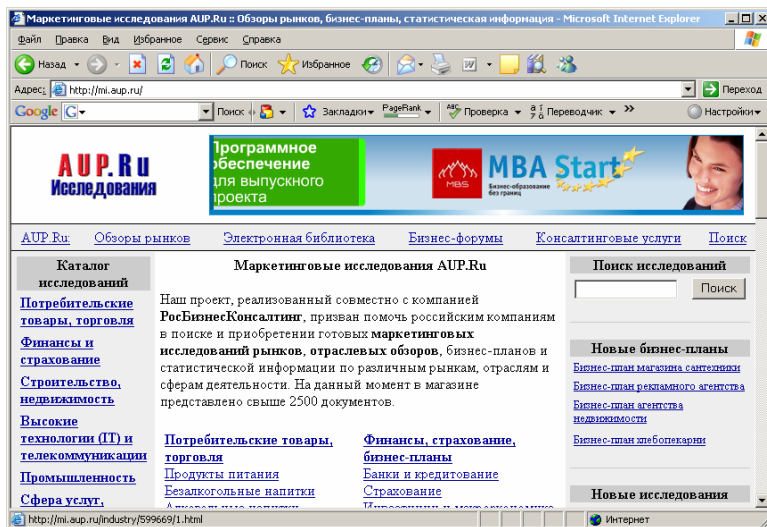 Маркетинговые исследования AUP.Ru :: Обзоры рынков, бизнес-планы, статистическая информация - Microsoft Internet Explorer
Файл Правка Вид Избранное Сервис Справка
Назад Поиск Избранное
Адрес: http://mi.aup.ru/ Переход
Google G Поиск Закладки PageRank ABC Проверка Переводчик Настройки
AUP.Ru
Исследования
Программное
обеспечение
для выпускного
проекта
MBS
MBA Start
Бизнес-образование
без границ
AUP.Ru: Обзоры рынков Электронная библиотека Бизнес-форумы Консалтинговые услуги Поиск
Каталог
исследований
Потребительские
товары, торговля
Финансы и
страхование
Строительство,
недвижимость
Высокие
технологии (IT) и
телекоммуникации
Промышленность
Сфера услуг,
Маркетинговые исследования AUP.Ru
Наш проект, реализованный совместно с компанией
РосБизнесКонсалтинг, призван помочь российским компаниям
в поиске и приобретении готовых маркетинговых
исследований рынков, отраслевых обзоров, бизнес-планов и
статистической информации по различным рынкам, отраслям и
сферам деятельности. На данный момент в магазине
представлено свыше 2500 документов.
Потребительские товары,
торговля
Продукты питания
Безалкогольные напитки
Алкогольные напитки
Финансы, страхование,
бизнес-планы
Банки и кредитование
Страхование
Инвестиции и макроэкономика
Поиск исследований
Поиск
Новые бизнес-планы
Бизнес-план магазина сантехники
Бизнес-план рекламного агентства
Бизнес-план агентства
недвижимости
Бизнес-план хлебопекарни
Новые исследования
http://mi.aup.ru/industry/599669/1.html Интернет